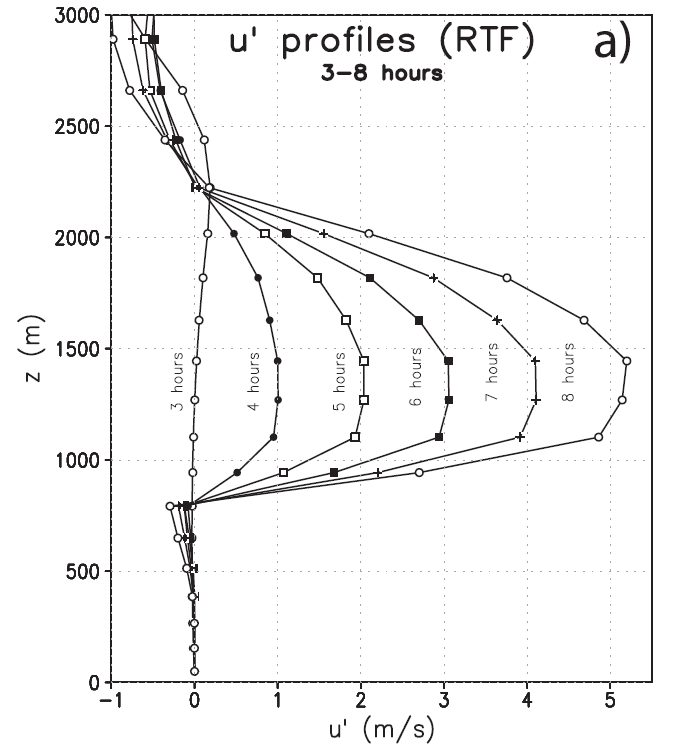 u' profiles (RTF) a)
3-8 hours
3000
2500
2000
1500
1000
500
0
z (m)
3 hours
4 hours
5 hours
6 hours
7 hours
8 hours
-1 0 1 2 3 4 5
u' (m/s)